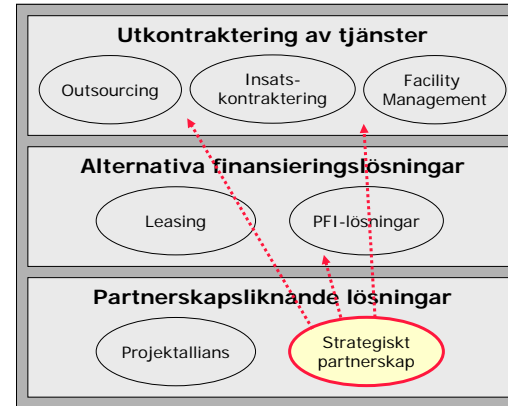 Utkontraktering av tjänster
Outsourcing
Insats-
kontraktering
Facility
Management
Alternativa finansieringslösningar
Leasing
PFI-lösningar
Partnerskapsliknande lösningar
Projektallians
Strategiskt
partnerskap